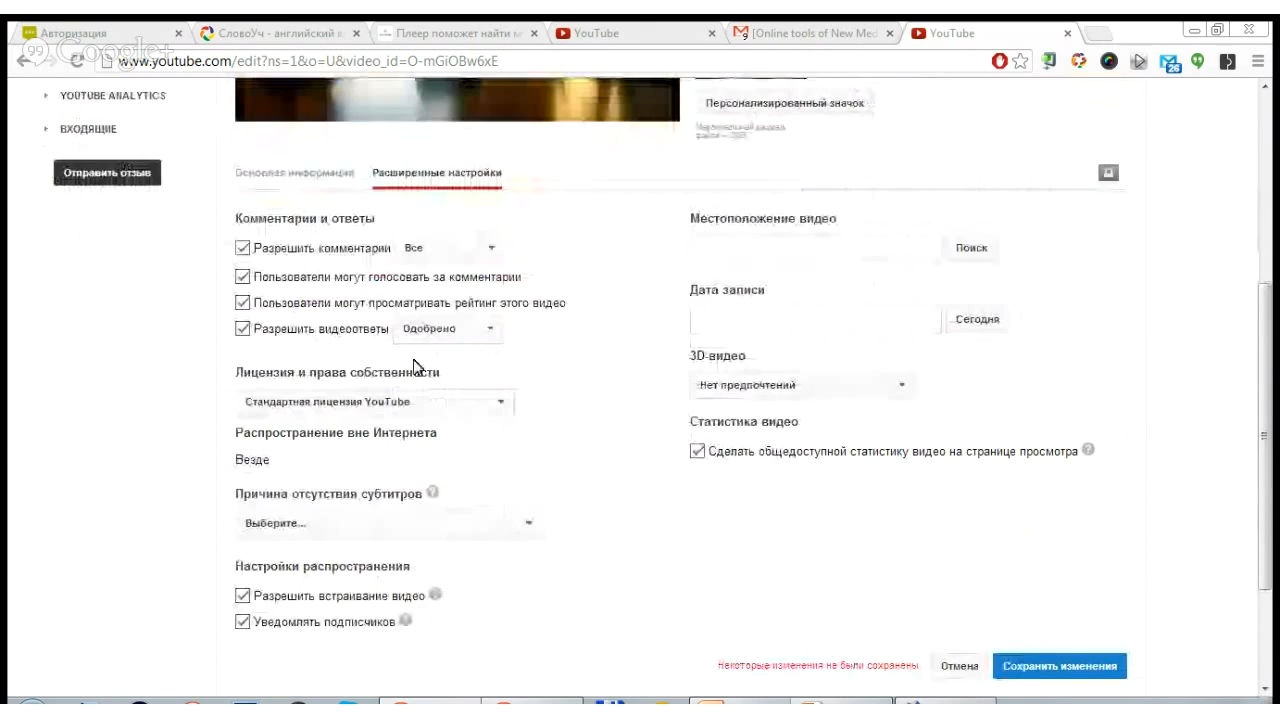 Авторизация
СловоУч - английский в
Плеер поможет найти м
YouTube
[Online tools of New Med
YouTube
99 Google+
www.youtube.com/edit?ns=1&o=U&video_id=O-mGiOBw6xE
26
YOUTUBE ANALYTICS
ВХОДЯЩИЕ
Отправить отзыв
Персонализированный значок
Основная информация
Расширенные настройки
Комментарии и ответы
Разрешить комментарии Все
Пользователи могут голосовать за комментарии
Пользователи могут просматривать рейтинг этого видео
Разрешить видеоответы Одобрено
Лицензия и права собственности
Стандартная лицензия YouTube
Распространение вне Интернета
Везде
Причина отсутствия субтитров ?
Выберите...
Настройки распространения
Разрешить встраивание видео
Уведомлять подписчиков
Местоположение видео
Поиск
Дата записи
Сегодня
3D-видео
Нет предпочтений
Статистика видео
Сделать общедоступной статистику видео на странице просмотра ?
Некоторые изменения не были сохранены.
Отмена
Сохранить изменения